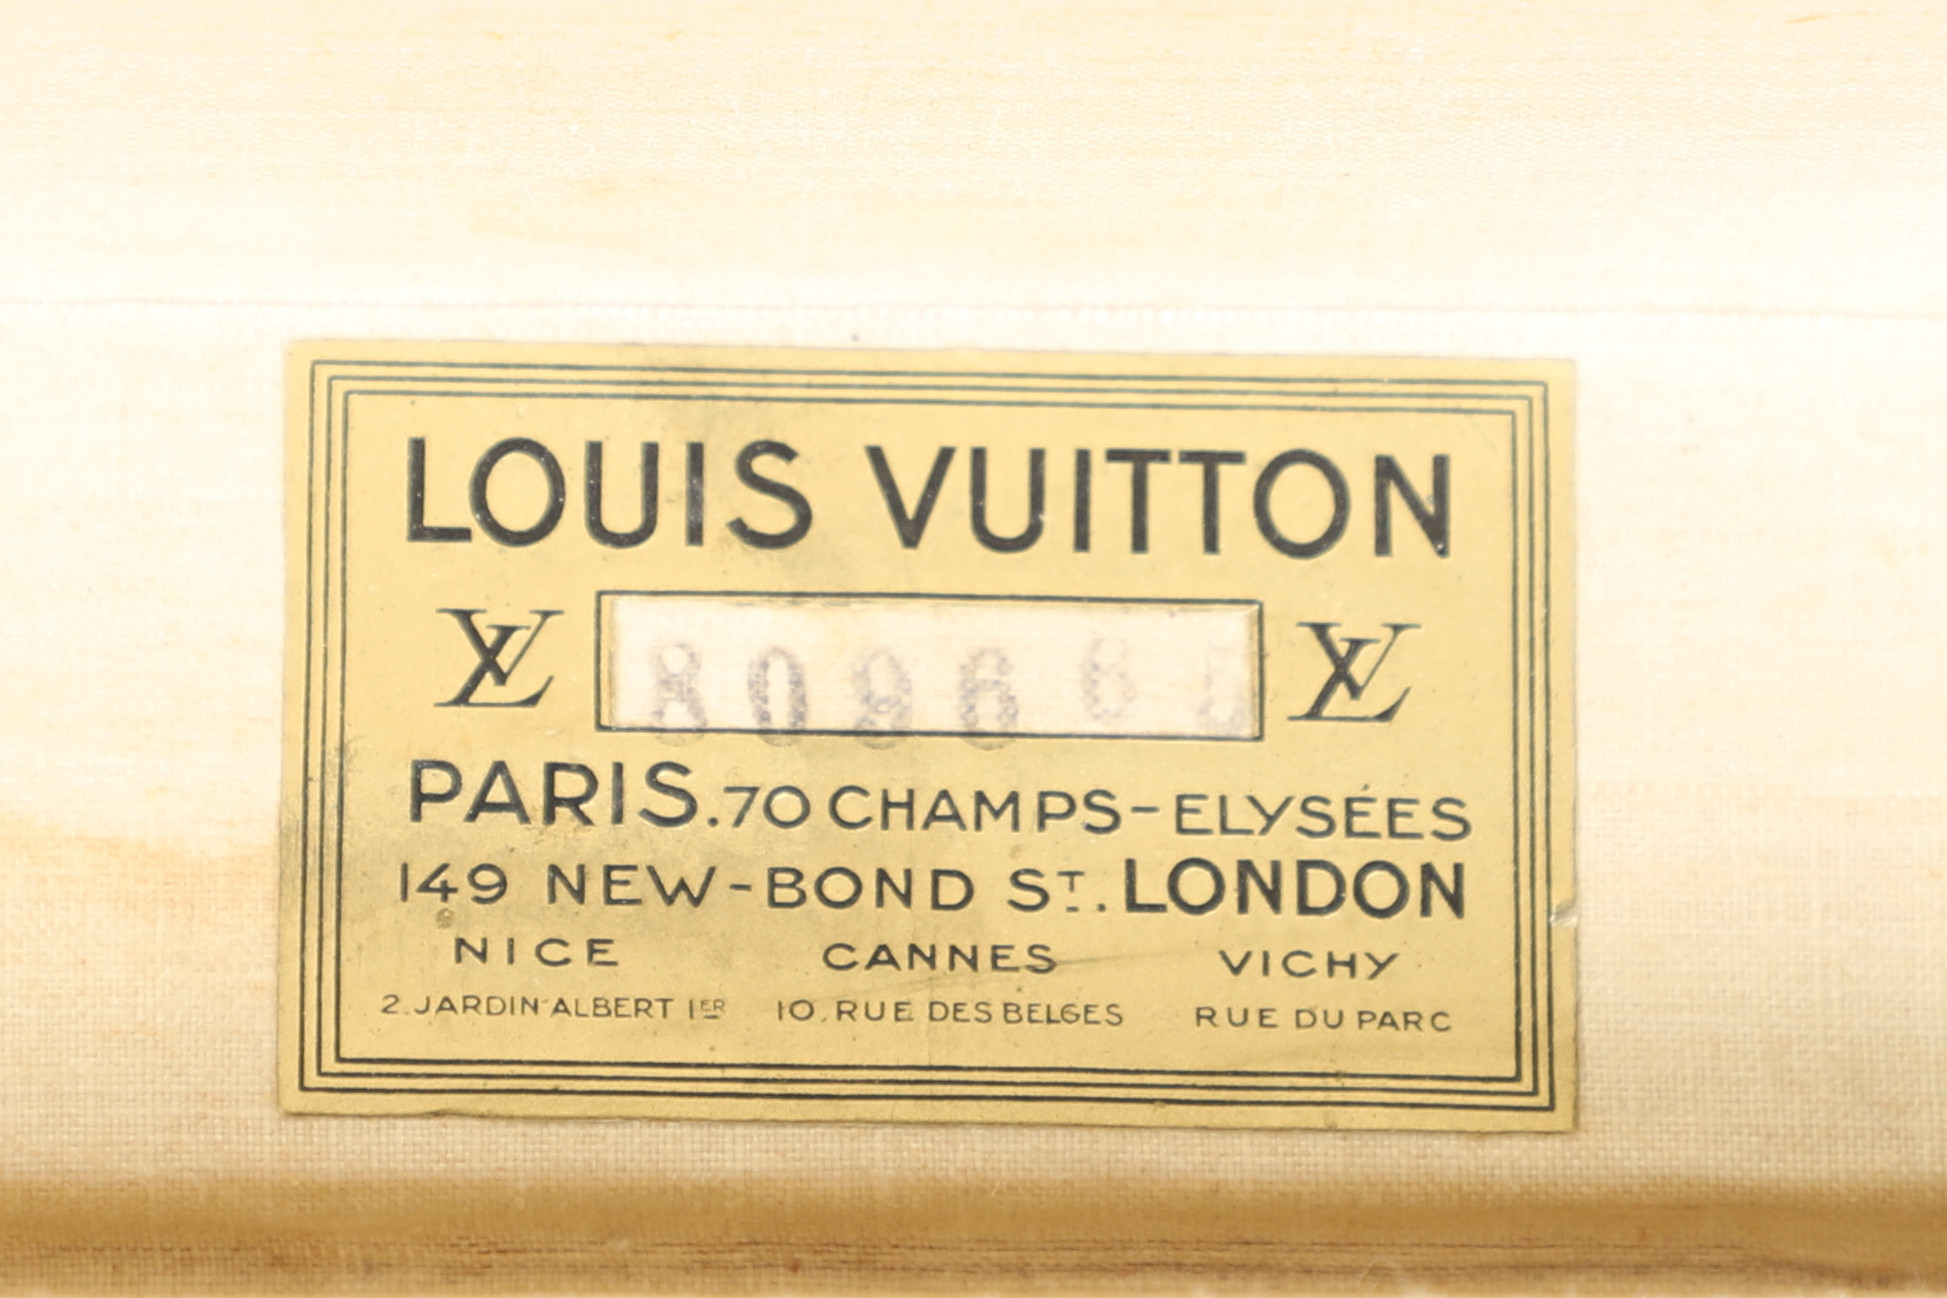 LOUIS VUITTON
LV 809665 LV
PARIS.70 CHAMPS-ELYSÉES
149 NEW-BOND ST. LONDON
NICE CANNES VICHY
2.JARDIN ALBERT 1ER 10.RUE DES BELGES RUE DU PARC